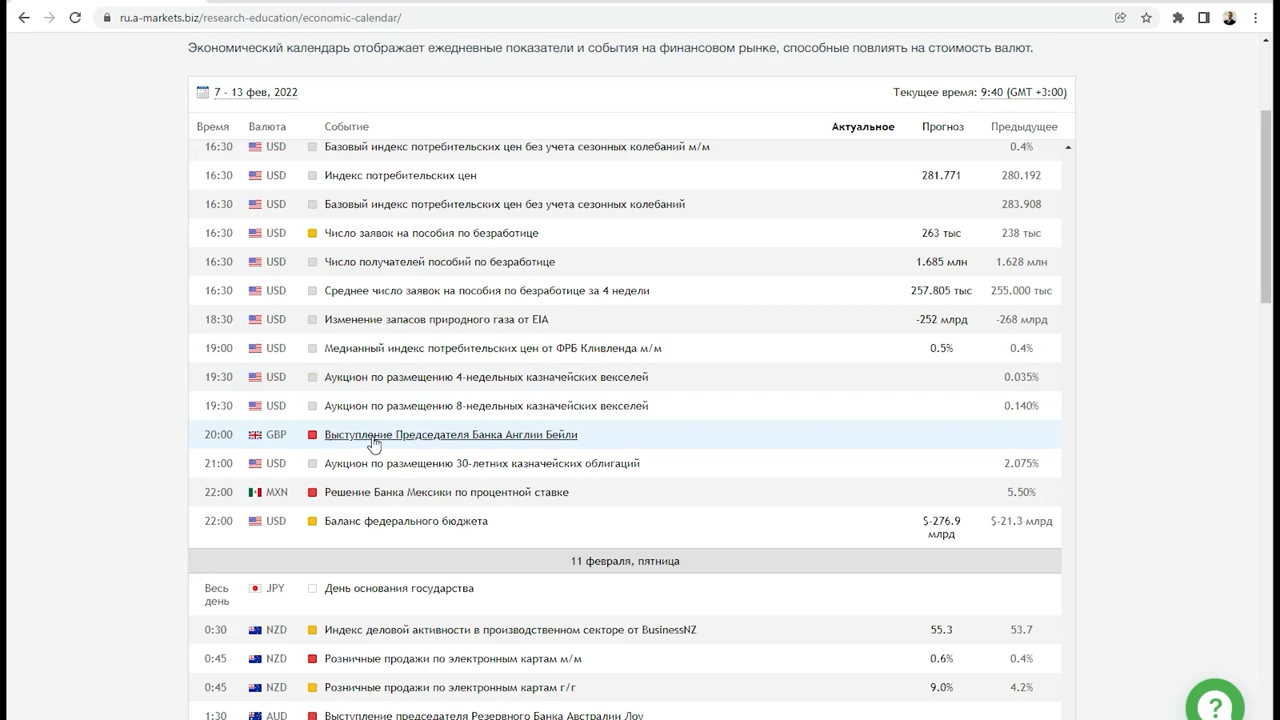 ru.a-markets.biz/research-education/economic-calendar/
Экономический календарь отображает ежедневные показатели и события на финансовом рынке, способные повлиять на стоимость валют.
7 - 13 фев, 2022 Текущее время: 9:40 (GMT +3:00)
Время Валюта Событие Актуальное Прогноз Предыдущее
16:30 USD Базовый индекс потребительских цен без учета сезонных колебаний м/м 0.4%
16:30 USD Индекс потребительских цен 281.771 280.192
16:30 USD Базовый индекс потребительских цен без учета сезонных колебаний 283.908
16:30 USD Число заявок на пособия по безработице 263 тыс 238 тыс
16:30 USD Число получателей пособий по безработице 1.685 млн 1.628 млн
16:30 USD Среднее число заявок на пособия по безработице за 4 недели 257.805 тыс 255.000 тыс
18:30 USD Изменение запасов природного газа от EIA -252 млрд -268 млрд
19:00 USD Медианный индекс потребительских цен от ФРБ Кливленда м/м 0.5% 0.4%
19:30 USD Аукцион по размещению 4-недельных казначейских векселей 0.035%
19:30 USD Аукцион по размещению 8-недельных казначейских векселей 0.140%
20:00 GBP Выступление Председателя Банка Англии Бейли
21:00 USD Аукцион по размещению 30-летних казначейских облигаций 2.075%
22:00 MXN Решение Банка Мексики по процентной ставке 5.50%
22:00 USD Баланс федерального бюджета $-276.9 млрд $-21.3 млрд
11 февраля, пятница
Весь день JPY День основания государства
0:30 NZD Индекс деловой активности в производственном секторе от BusinessNZ 55.3 53.7
0:45 NZD Розничные продажи по электронным картам м/м 0.6% 0.4%
0:45 NZD Розничные продажи по электронным картам г/г 9.0% 4.2%
1:30 AUD Выступление председателя Резервного Банка Австралии Лоу
?